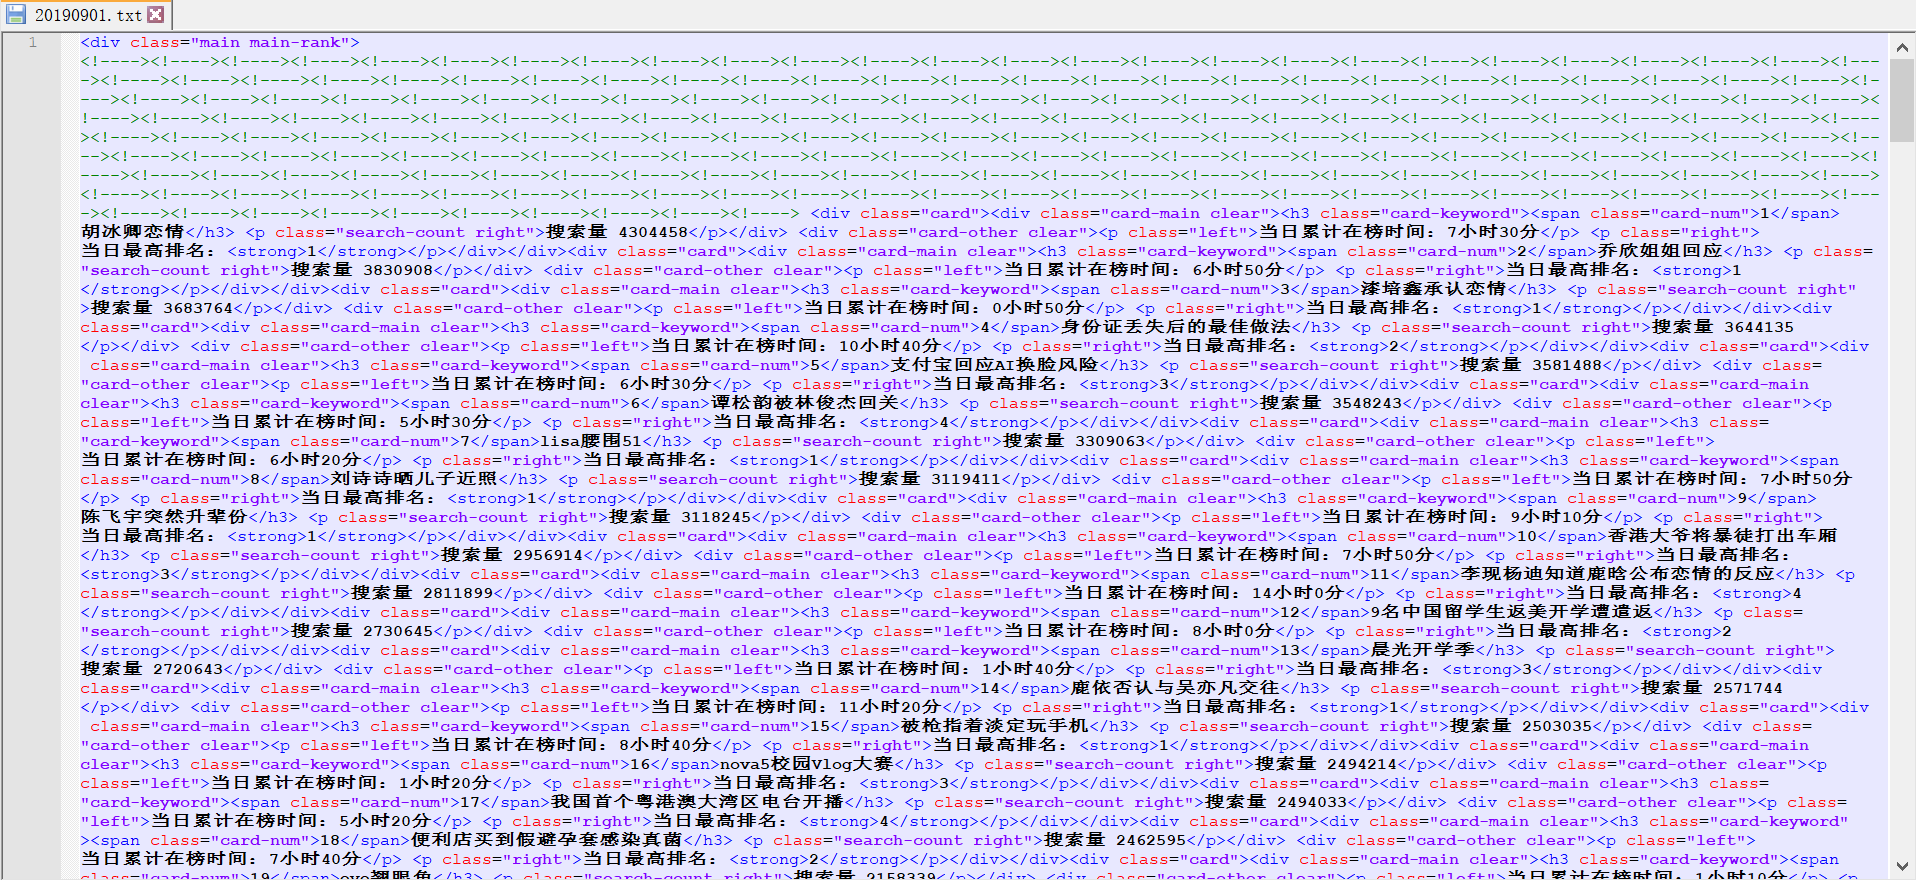 20190901.txt
1 <div class="main main-rank">
<!----><!----><!----><!----><!----><!----><!----><!----><!----><!----><!----><!----><!----><!----><!----><!----><!----><!----><!----><!----><!----><!----><!----><!----><!----><!---
-><!----><!----><!----><!----><!----><!----><!----><!----><!----><!----><!----><!----><!----><!----><!----><!----><!----><!----><!----><!----><!----><!----><!----><!----><!----><!-
---><!----><!----><!----><!----><!----><!----><!----><!----><!----><!----><!----><!----><!----><!----><!----><!----><!----><!----><!----><!----><!----><!----><!----><!----><!----><
!----><!----><!----><!----><!----><!----><!----><!----><!----><!----><!----><!----><!----><!----><!----><!----><!----><!----><!----><!----><!----><!----><!----><!----><!----><!----
><!----><!----><!----><!----><!----><!----><!----><!----><!----><!----><!----><!----><!----><!----><!----><!----><!----><!----><!----><!----><!----><!----><!----><!----><!----><!--
--><!----><!----><!----><!----><!----><!----><!----><!----><!----><!----><!----><!----><!----><!----><!----><!----><!----><!----><!----><!----><!----><!----><!----><!----><!----><!
----><!----><!----><!----><!----><!----><!----><!----><!----><!----><!----><!----><!----><!----><!----><!----><!----><!----><!----><!----><!----><!----><!----><!----><!----><!---->
<!----><!----><!----><!----><!----><!----><!----><!----><!----><!----><!----><!----><!----><!----><!----><!----><!----><!----><!----><!----><!----><!----><!----><!----><!----><!---
-><!----><!----><!----><!----><!----><!----><!----><!----><!----><!----> <div class="card"><div class="card-main clear"><h3 class="card-keyword"><span class="card-num">1</span>
胡冰卿恋情</h3> <p class="search-count right">搜索量 4304458</p></div> <div class="card-other clear"><p class="left">当日累计在榜时间：7小时30分</p> <p class="right">
当日最高排名：<strong>1</strong></p></div></div><div class="card"><div class="card-main clear"><h3 class="card-keyword"><span class="card-num">2</span>乔欣姐姐回应</h3> <p class=
"search-count right">搜索量 3830908</p></div> <div class="card-other clear"><p class="left">当日累计在榜时间：6小时50分</p> <p class="right">当日最高排名：<strong>1
</strong></p></div></div><div class="card"><div class="card-main clear"><h3 class="card-keyword"><span class="card-num">3</span>漆培鑫承认恋情</h3> <p class="search-count right"
>搜索量 3683764</p></div> <div class="card-other clear"><p class="left">当日累计在榜时间：0小时50分</p> <p class="right">当日最高排名：<strong>1</strong></p></div></div><div
class="card"><div class="card-main clear"><h3 class="card-keyword"><span class="card-num">4</span>身份证丢失后的最佳做法</h3> <p class="search-count right">搜索量 3644135
</p></div> <div class="card-other clear"><p class="left">当日累计在榜时间：10小时40分</p> <p class="right">当日最高排名：<strong>2</strong></p></div></div><div class="card"><div
class="card-main clear"><h3 class="card-keyword"><span class="card-num">5</span>支付宝回应AI换脸风险</h3> <p class="search-count right">搜索量 3581488</p></div> <div class=
"card-other clear"><p class="left">当日累计在榜时间：6小时30分</p> <p class="right">当日最高排名：<strong>3</strong></p></div></div><div class="card"><div class="card-main
clear"><h3 class="card-keyword"><span class="card-num">6</span>谭松韵被林俊杰回关</h3> <p class="search-count right">搜索量 3548243</p></div> <div class="card-other clear"><p
class="left">当日累计在榜时间：5小时30分</p> <p class="right">当日最高排名：<strong>4</strong></p></div></div><div class="card"><div class="card-main clear"><h3 class=
"card-keyword"><span class="card-num">7</span>lisa腰围51</h3> <p class="search-count right">搜索量 3309063</p></div> <div class="card-other clear"><p class="left">
当日累计在榜时间：6小时20分</p> <p class="right">当日最高排名：<strong>1</strong></p></div></div><div class="card"><div class="card-main clear"><h3 class="card-keyword"><span
class="card-num">8</span>刘诗诗晒儿子近照</h3> <p class="search-count right">搜索量 3119411</p></div> <div class="card-other clear"><p class="left">当日累计在榜时间：7小时50分
</p> <p class="right">当日最高排名：<strong>1</strong></p></div></div><div class="card"><div class="card-main clear"><h3 class="card-keyword"><span class="card-num">9</span>
陈飞宇突然升辈份</h3> <p class="search-count right">搜索量 3118245</p></div> <div class="card-other clear"><p class="left">当日累计在榜时间：9小时10分</p> <p class="right">
当日最高排名：<strong>1</strong></p></div></div><div class="card"><div class="card-main clear"><h3 class="card-keyword"><span class="card-num">10</span>香港大爷将暴徒打出车厢
</h3> <p class="search-count right">搜索量 2956914</p></div> <div class="card-other clear"><p class="left">当日累计在榜时间：7小时50分</p> <p class="right">当日最高排名：
<strong>3</strong></p></div></div><div class="card"><div class="card-main clear"><h3 class="card-keyword"><span class="card-num">11</span>李现杨迪知道鹿晗公布恋情的反应</h3> <p
class="search-count right">搜索量 2811899</p></div> <div class="card-other clear"><p class="left">当日累计在榜时间：14小时0分</p> <p class="right">当日最高排名：<strong>4
</strong></p></div></div><div class="card"><div class="card-main clear"><h3 class="card-keyword"><span class="card-num">12</span>9名中国留学生返美开学遭遣返</h3> <p class=
"search-count right">搜索量 2730645</p></div> <div class="card-other clear"><p class="left">当日累计在榜时间：8小时0分</p> <p class="right">当日最高排名：<strong>2
</strong></p></div></div><div class="card"><div class="card-main clear"><h3 class="card-keyword"><span class="card-num">13</span>晨光开学季</h3> <p class="search-count right">
搜索量 2720643</p></div> <div class="card-other clear"><p class="left">当日累计在榜时间：1小时40分</p> <p class="right">当日最高排名：<strong>3</strong></p></div></div><div
class="card"><div class="card-main clear"><h3 class="card-keyword"><span class="card-num">14</span>鹿依否认与吴亦凡交往</h3> <p class="search-count right">搜索量 2571744
</p></div> <div class="card-other clear"><p class="left">当日累计在榜时间：11小时20分</p> <p class="right">当日最高排名：<strong>1</strong></p></div></div><div class="card"><div
class="card-main clear"><h3 class="card-keyword"><span class="card-num">15</span>被枪指着淡定玩手机</h3> <p class="search-count right">搜索量 2503035</p></div> <div class=
"card-other clear"><p class="left">当日累计在榜时间：8小时40分</p> <p class="right">当日最高排名：<strong>1</strong></p></div></div><div class="card"><div class="card-main
clear"><h3 class="card-keyword"><span class="card-num">16</span>nova5校园Vlog大赛</h3> <p class="search-count right">搜索量 2494214</p></div> <div class="card-other clear"><p
class="left">当日累计在榜时间：1小时20分</p> <p class="right">当日最高排名：<strong>3</strong></p></div></div><div class="card"><div class="card-main clear"><h3 class=
"card-keyword"><span class="card-num">17</span>我国首个粤港澳大湾区电台开播</h3> <p class="search-count right">搜索量 2494033</p></div> <div class="card-other clear"><p class=
"left">当日累计在榜时间：5小时20分</p> <p class="right">当日最高排名：<strong>4</strong></p></div></div><div class="card"><div class="card-main clear"><h3 class="card-keyword"
><span class="card-num">18</span>便利店买到假避孕套感染真菌</h3> <p class="search-count right">搜索量 2462595</p></div> <div class="card-other clear"><p class="left">
当日累计在榜时间：7小时40分</p> <p class="right">当日最高排名：<strong>2</strong></p></div></div><div class="card"><div class="card-main clear"><h3 class="card-keyword"><span
class="card-num">19</span>exo翻眼角</h3> <p class="search-count right">搜索量 2158339</p></div> <div class="card-other clear"><p class="left">当日累计在榜时间：1小时10分</p> <p